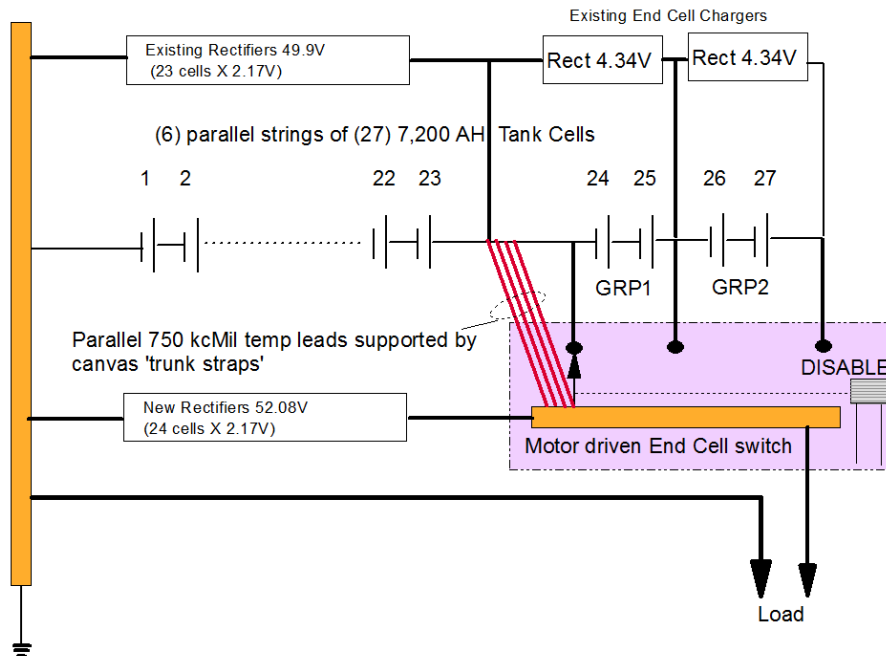 Existing End Cell Chargers
Existing Rectifiers 49.9V
(23 cells X 2.17V)
Rect 4.34V
Rect 4.34V
(6) parallel strings of (27) 7,200 AH Tank Cells
1
2
22
23
24
25
26
27
GRP1
GRP2
Parallel 750 kcMil temp leads supported by
canvas 'trunk straps'
DISABLE
New Rectifiers 52.08V
(24 cells X 2.17V)
Motor driven End Cell switch
Load